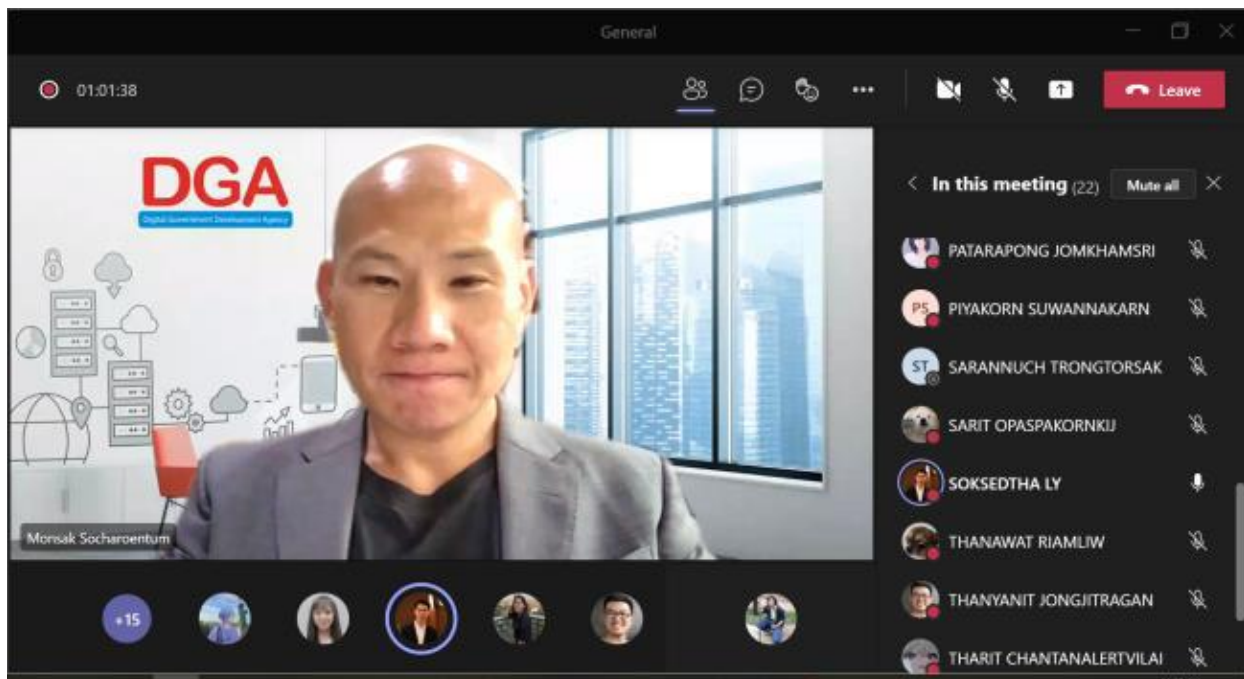 General
01:01:38
Leave
DGA
Digital Government Development Agency
Monsak Socharoentum
+15
In this meeting (22)
Mute all
PATARAPONG JOMKHAMSRI
PS
PIYAKORN SUWANNAKARN
ST
SARANNUCH TRONGTORSAK
SARIT OPASPAKORNKIJ
SOKSEDTHA LY
THANAWAT RIAMLIW
THANYANIT JONGJITRAGAN
THARIT CHANTANALERTVILAI